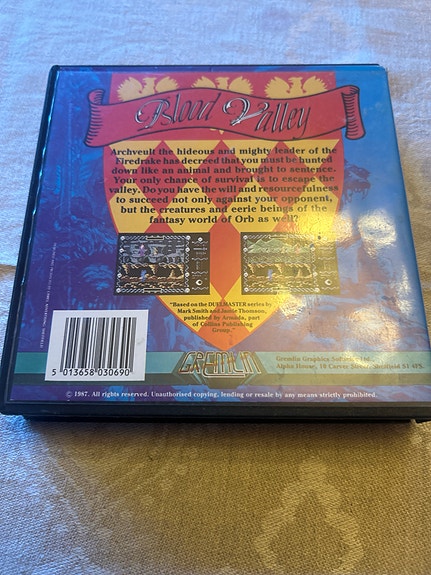 Blood Valley
Archveult the hideous and mighty leader of the
Firedrake has decreed that you must be hunted
down like an animal and brought to sentence.
Your only chance of survival is to escape the
valley. Do you have the will and resourcefulness
to succeed not only against your opponent,
but the creatures and eerie beings of the
fantasy world of Orb as well?
"Based on the DUELMASTER series by
Mark Smith and Jamie Thomson,
published by Armada, part
of Collins Publishing
Group."
GREMLIN
Gremlin Graphics Software Ltd.,
Alpha House, 10 Carver Street, Sheffield S1 4FS.
5 013658 030690
© 1987. All rights reserved. Unauthorised copying, lending or resale by any means strictly prohibited.